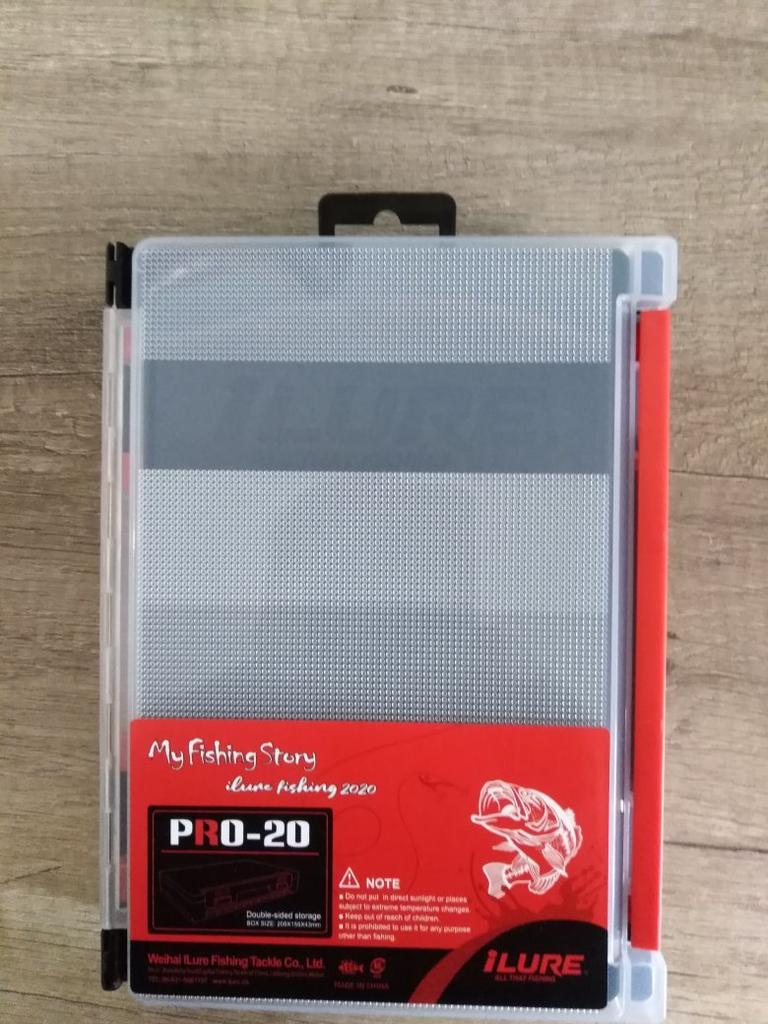 iLURE
My Fishing Story
ilure fishing 2020
PRO-20
Double-sided storage
BOX SIZE: 206X155X43mm
NOTE
Do not put in direct sunlight or places
subject to extreme temperature changes.
Keep out of reach of children.
It is prohibited to use it for any purpose
other than fishing.
Weihai ILure Fishing Tackle Co., Ltd.
MADE IN CHINA
iLURE
ALL THAT FISHING